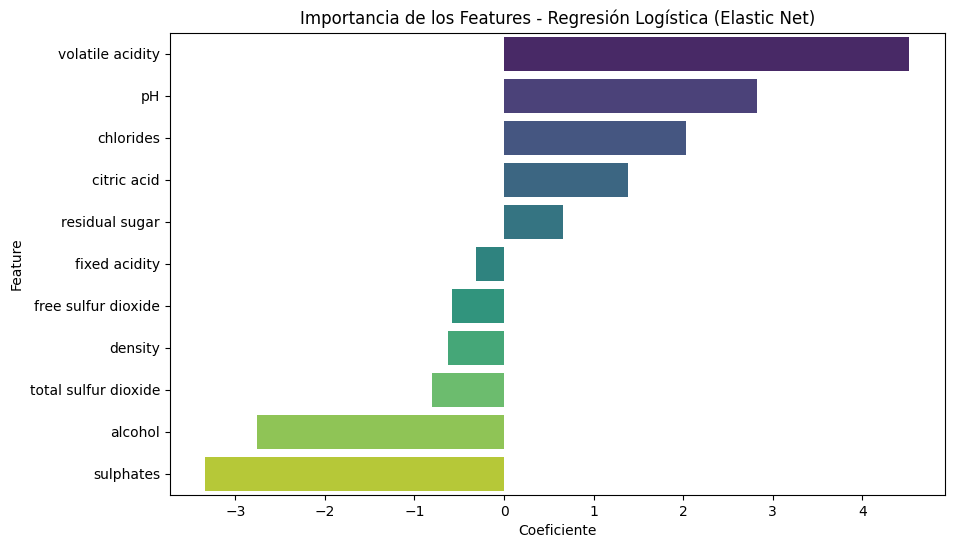 Importancia de los Features - Regresión Logística (Elastic Net)
volatile acidity
pH
chlorides
citric acid
residual sugar
fixed acidity
free sulfur dioxide
density
total sulfur dioxide
alcohol
sulphates
Feature
−3 −2 −1 0 1 2 3 4
Coeficiente